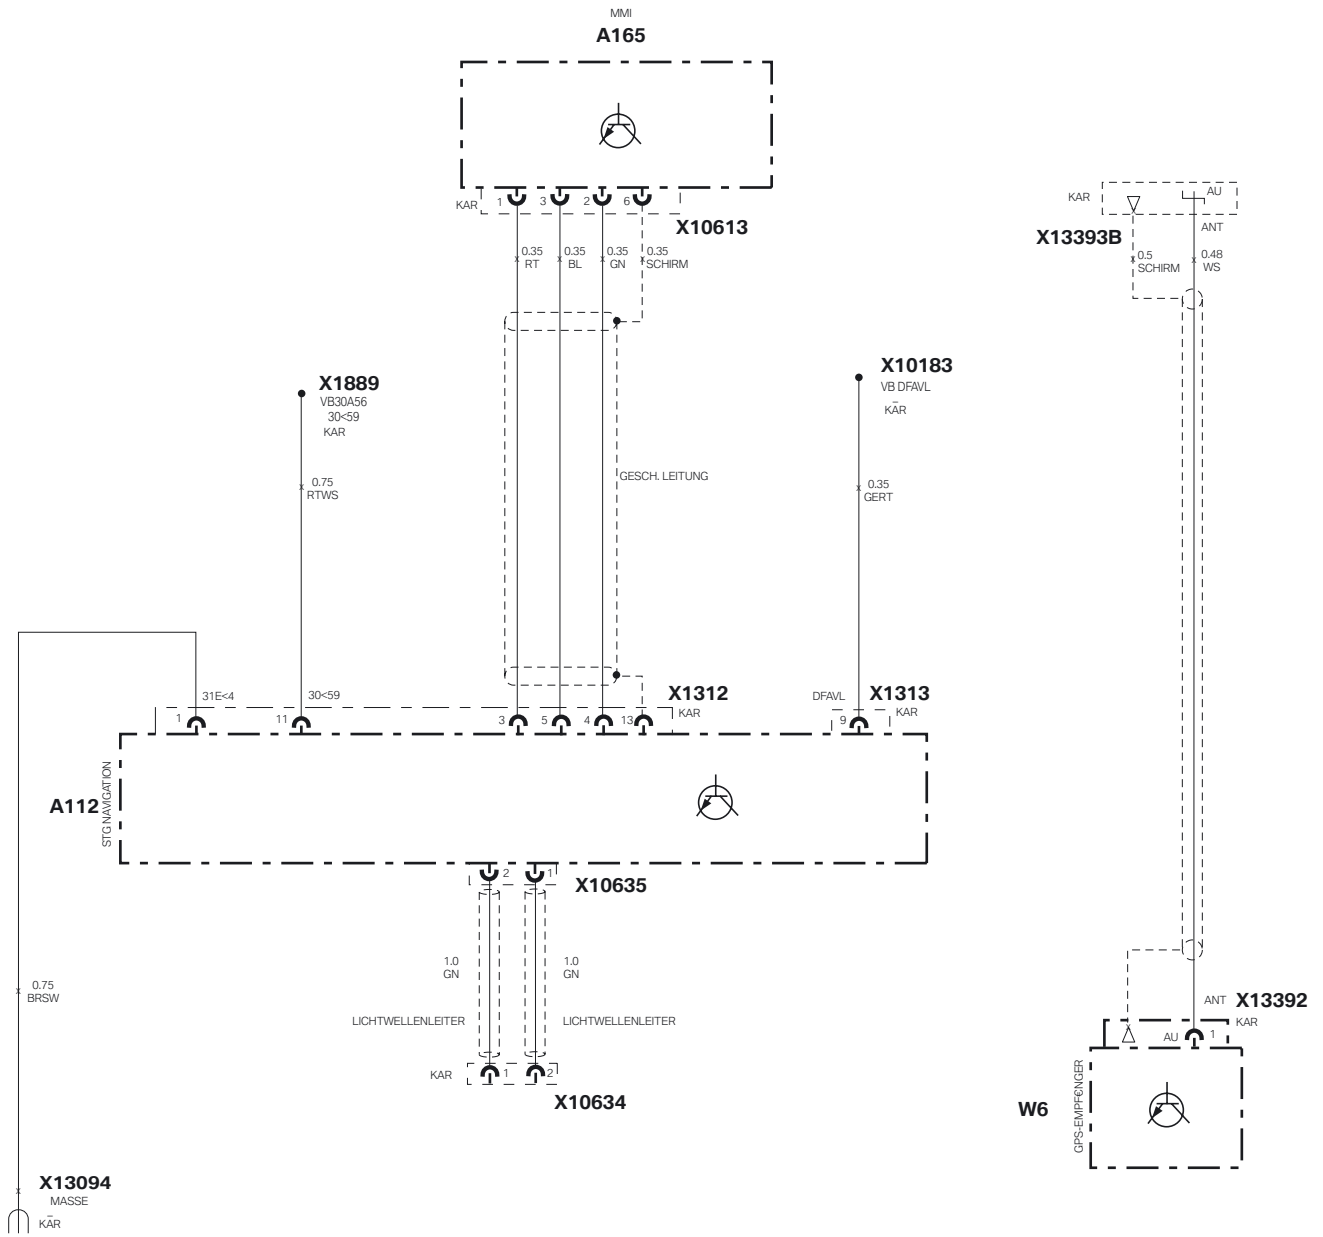 MMI
A165
KAR
1
3
2
6
X10613
0.35
RT
0.35
BL
0.35
GN
0.35
SCHIRM
KAR
AU
X13393B
ANT
0.5
SCHIRM
0.48
WS
X1889
VB30A56
30<59
KAR
X10183
VB DFAVL
KAR
0.75
RTWS
GESCH. LEITUNG
0.35
GERT
31E<4
30<59
X1312
KAR
DFAVL
X1313
KAR
1
11
3
5
4
13
9
A112
STG NAVIGATION
2
1
X10635
1.0
GN
1.0
GN
LICHTWELLENLEITER
LICHTWELLENLEITER
KAR
1
2
X10634
0.75
BRSW
ANT
X13392
KAR
AU
1
W6
GPS-EMPF€NGER
X13094
MASSE
KAR